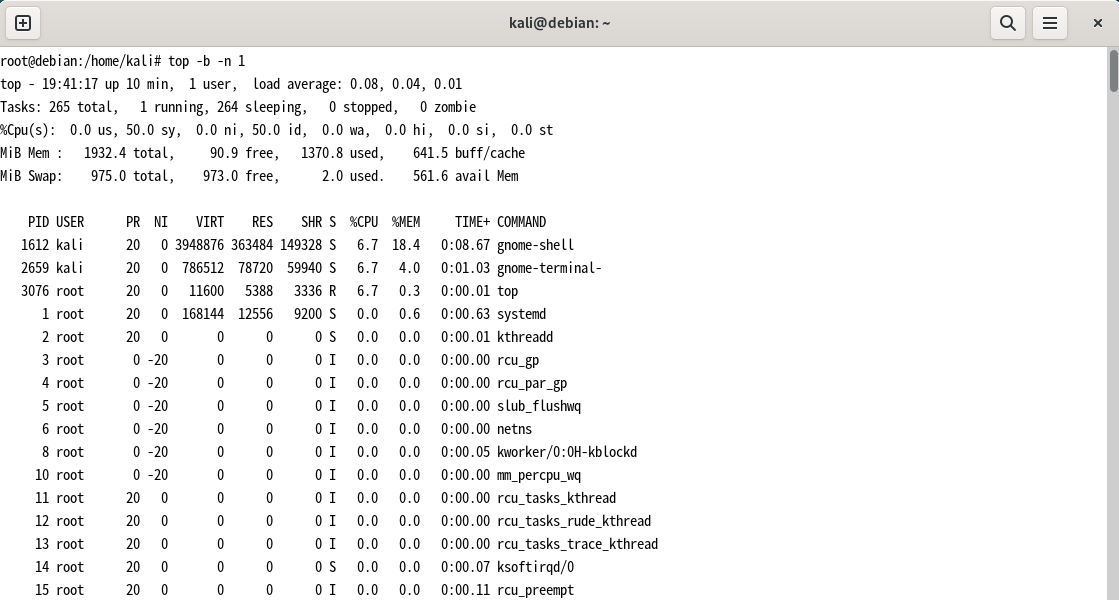 kali@debian: ~
root@debian:/home/kali# top -b -n 1
top - 19:41:17 up 10 min,  1 user,  load average: 0.08, 0.04, 0.01
Tasks: 265 total,   1 running, 264 sleeping,   0 stopped,   0 zombie
%Cpu(s):  0.0 us, 50.0 sy,  0.0 ni, 50.0 id,  0.0 wa,  0.0 hi,  0.0 si,  0.0 st
MiB Mem :   1932.4 total,     90.9 free,   1370.8 used,    641.5 buff/cache
MiB Swap:    975.0 total,    973.0 free,      2.0 used.    561.6 avail Mem
    PID USER      PR  NI    VIRT    RES    SHR S  %CPU  %MEM     TIME+ COMMAND
   1612 kali      20   0 3948876 363484 149328 S   6.7  18.4   0:08.67 gnome-shell
   2659 kali      20   0  786512  78720  59940 S   6.7   4.0   0:01.03 gnome-terminal-
   3076 root      20   0   11600   5388   3336 R   6.7   0.3   0:00.01 top
      1 root      20   0  168144  12556   9200 S   0.0   0.6   0:00.63 systemd
      2 root      20   0       0      0      0 S   0.0   0.0   0:00.01 kthreadd
      3 root       0 -20       0      0      0 I   0.0   0.0   0:00.00 rcu_gp
      4 root       0 -20       0      0      0 I   0.0   0.0   0:00.00 rcu_par_gp
      5 root       0 -20       0      0      0 I   0.0   0.0   0:00.00 slub_flushwq
      6 root       0 -20       0      0      0 I   0.0   0.0   0:00.00 netns
      8 root       0 -20       0      0      0 I   0.0   0.0   0:00.05 kworker/0:0H-kblockd
     10 root       0 -20       0      0      0 I   0.0   0.0   0:00.00 mm_percpu_wq
     11 root      20   0       0      0      0 I   0.0   0.0   0:00.00 rcu_tasks_kthread
     12 root      20   0       0      0      0 I   0.0   0.0   0:00.00 rcu_tasks_rude_kthread
     13 root      20   0       0      0      0 I   0.0   0.0   0:00.00 rcu_tasks_trace_kthread
     14 root      20   0       0      0      0 S   0.0   0.0   0:00.07 ksoftirqd/0
     15 root      20   0       0      0      0 I   0.0   0.0   0:00.11 rcu_preempt